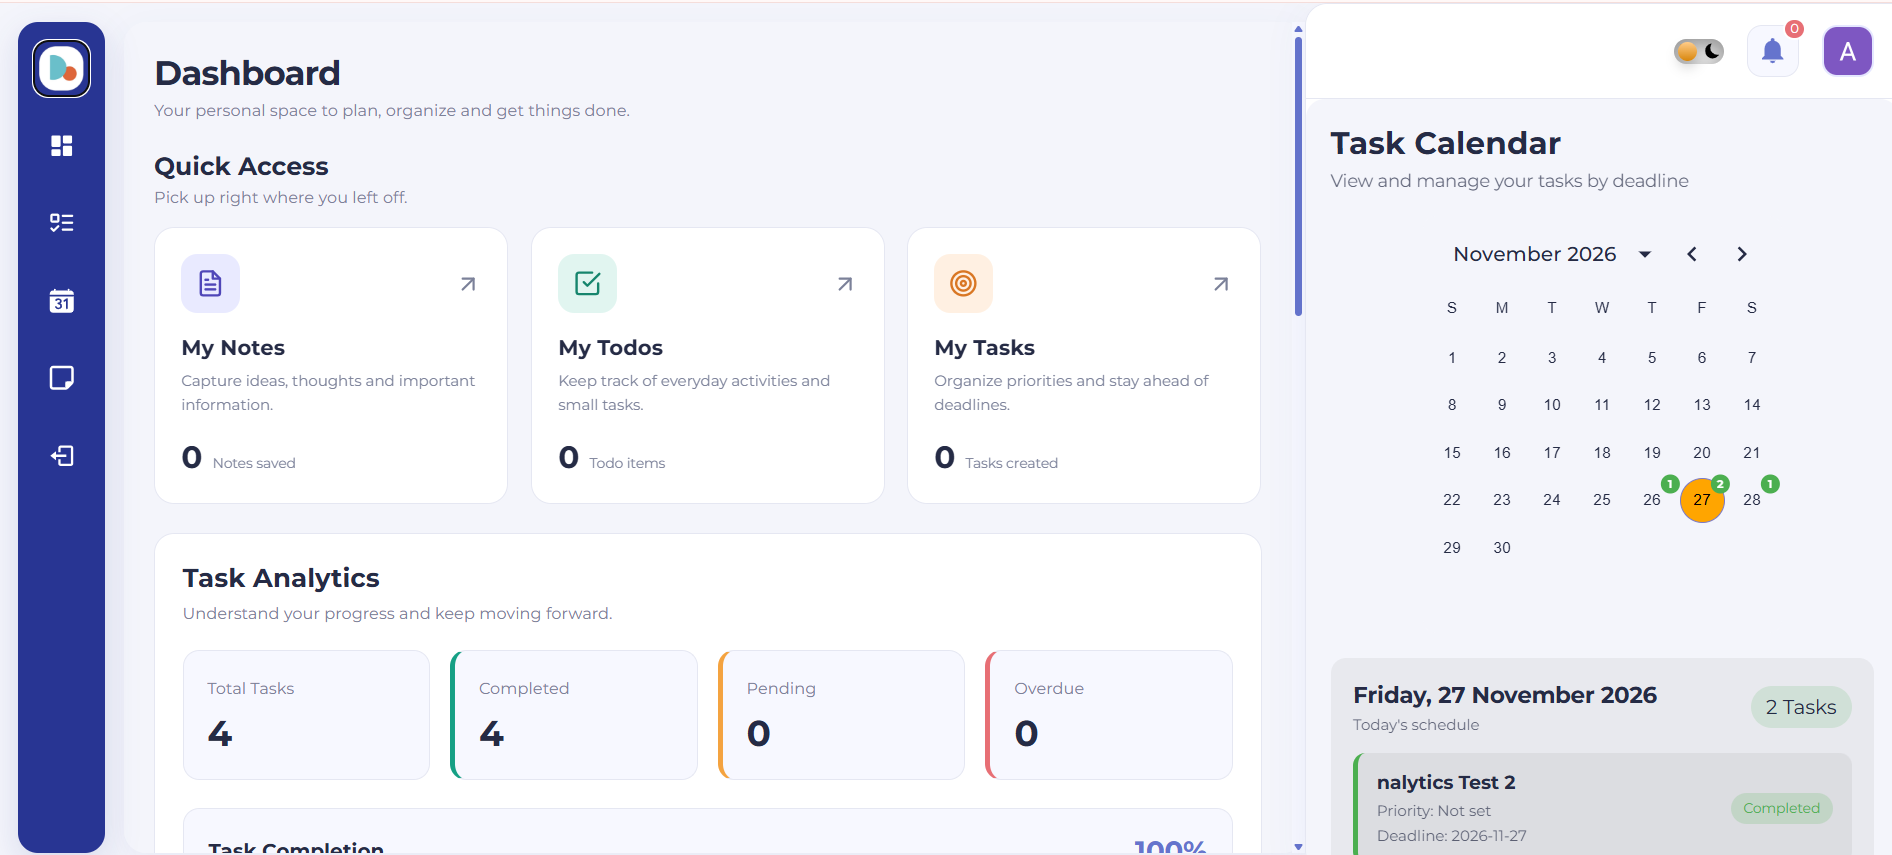 31
Dashboard
Your personal space to plan, organize and get things done.
Quick Access
Pick up right where you left off.
My Notes
Capture ideas, thoughts and important
information.
0 Notes saved
My Todos
Keep track of everyday activities and
small tasks.
0 Todo items
My Tasks
Organize priorities and stay ahead of
deadlines.
0 Tasks created
Task Analytics
Understand your progress and keep moving forward.
Total Tasks
4
Completed
4
Pending
0
Overdue
0
Task Completion 100%
0
A
Task Calendar
View and manage your tasks by deadline
November 2026
S M T W T F S
1 2 3 4 5 6 7
8 9 10 11 12 13 14
15 16 17 18 19 20 21
1 2 1
22 23 24 25 26 27 28
29 30
Friday, 27 November 2026
Today's schedule
2 Tasks
nalytics Test 2
Priority: Not set
Deadline: 2026-11-27
Completed